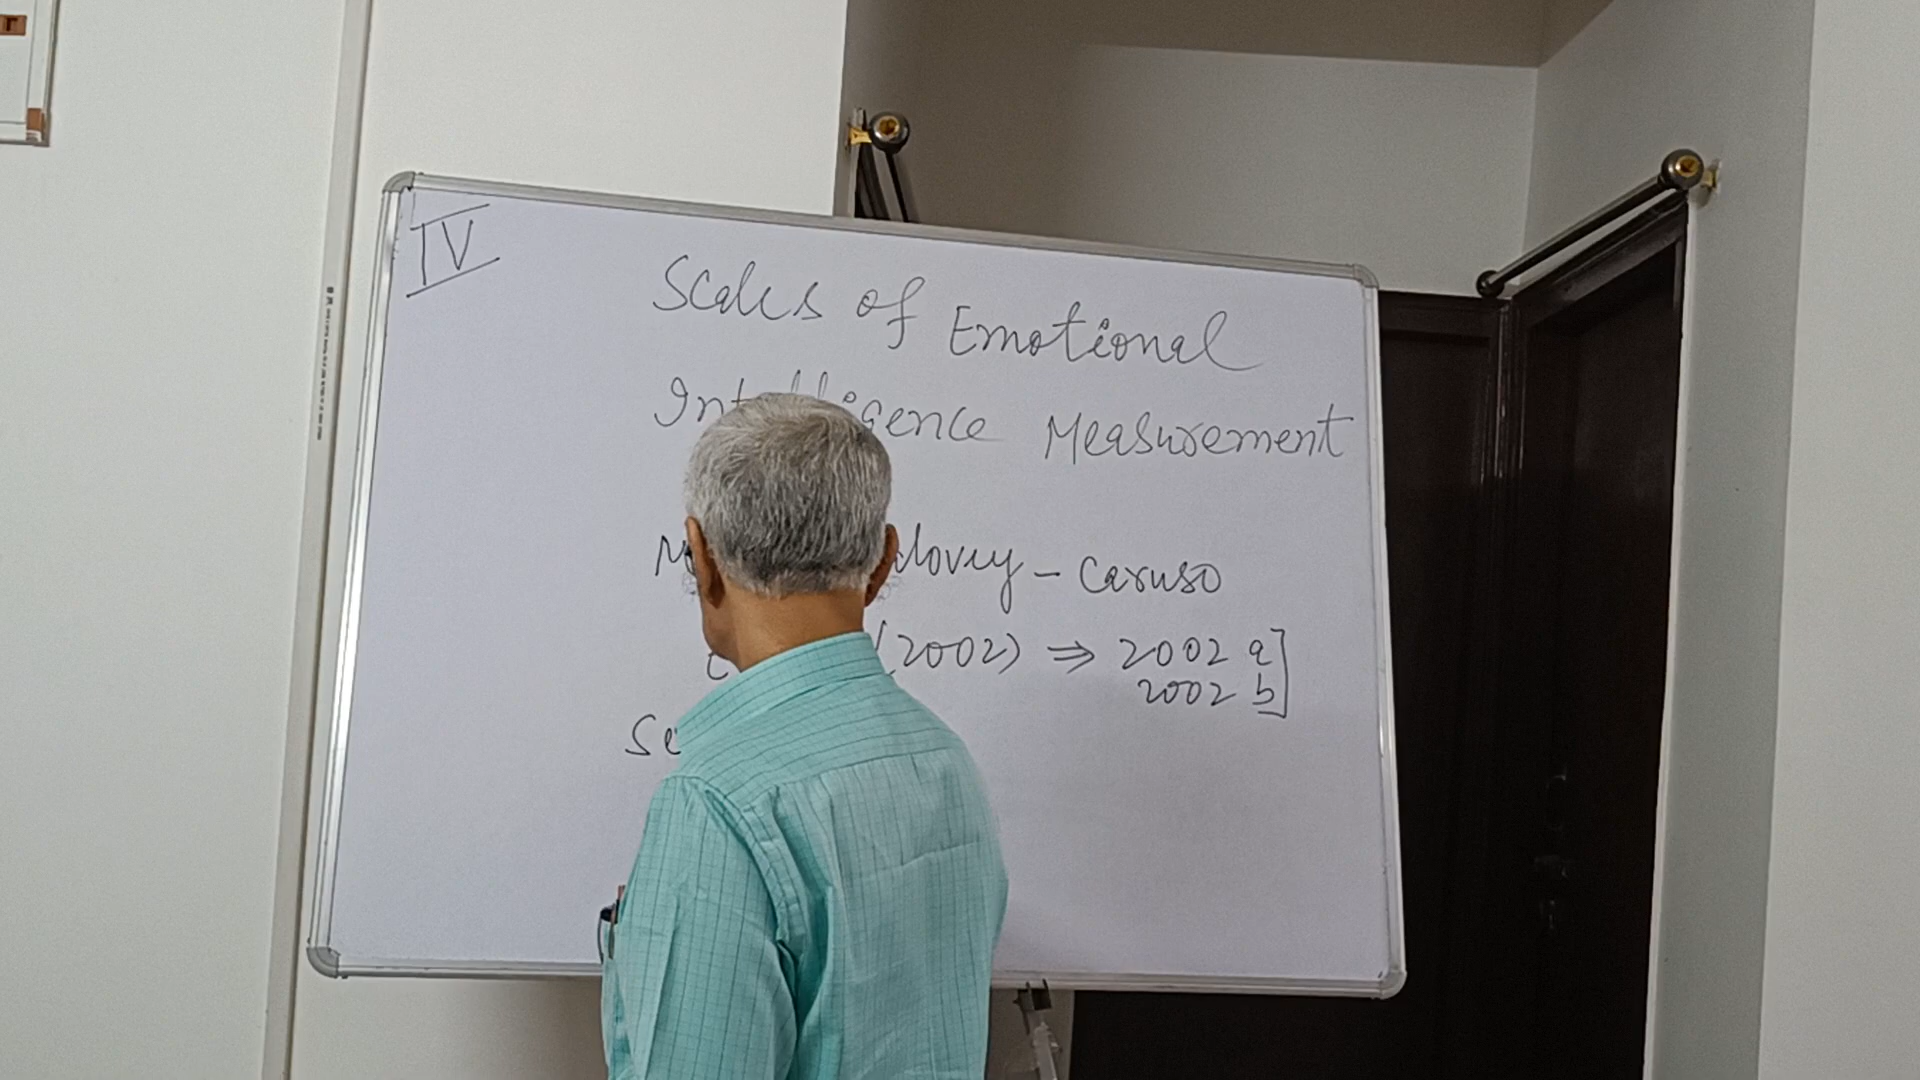 IV
Scales of Emotional
Intelligence Measurement
- Caruso
(2002) ⇒ 2002 a]
2002 b]